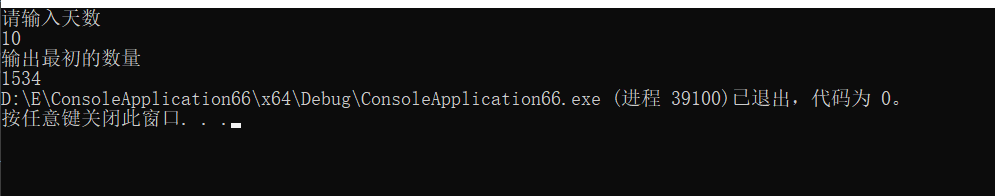 请输入天数
10
输出最初的数量
1534
D:\E\ConsoleApplication66\x64\Debug\ConsoleApplication66.exe (进程 39100)已退出，代码为 0。
按任意键关闭此窗口. . .